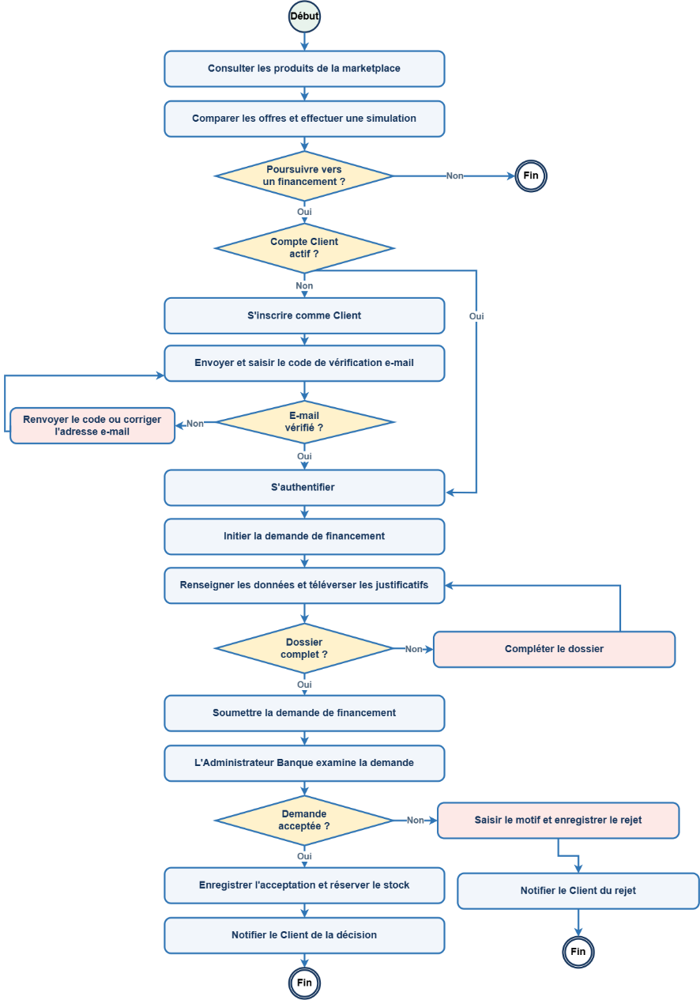 Début
Consulter les produits de la marketplace
Comparer les offres et effectuer une simulation
Poursuivre vers
un financement ?
Non
Fin
Oui
Compte Client
actif ?
Non
Oui
S'inscrire comme Client
Envoyer et saisir le code de vérification e-mail
E-mail
vérifié ?
Non
Renvoyer le code ou corriger
l'adresse e-mail
Oui
S'authentifier
Initier la demande de financement
Renseigner les données et téléverser les justificatifs
Dossier
complet ?
Non
Compléter le dossier
Oui
Soumettre la demande de financement
L'Administrateur Banque examine la demande
Demande
acceptée ?
Non
Saisir le motif et enregistrer le rejet
Oui
Enregistrer l'acceptation et réserver le stock
Notifier le Client du rejet
Notifier le Client de la décision
Fin
Fin